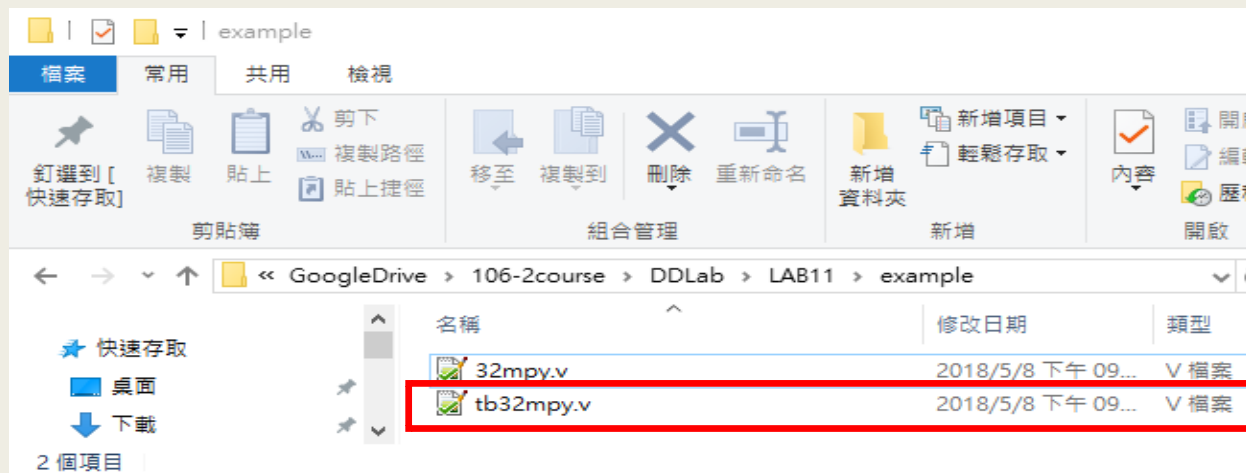 example
檔案 常用 共用 檢視
釘選到 [
快速存取]
複製
貼上
剪下
複製路徑
貼上捷徑
剪貼簿
移至
複製到
刪除
重新命名
組合管理
新增
資料夾
新增項目
輕鬆存取
新增
內容
開啟
« GoogleDrive > 106-2course > DDLab > LAB11 > example
快速存取
桌面
下載
名稱 修改日期 類型
32mpy.v 2018/5/8 下午 09... V 檔案
tb32mpy.v 2018/5/8 下午 09... V 檔案
2 個項目